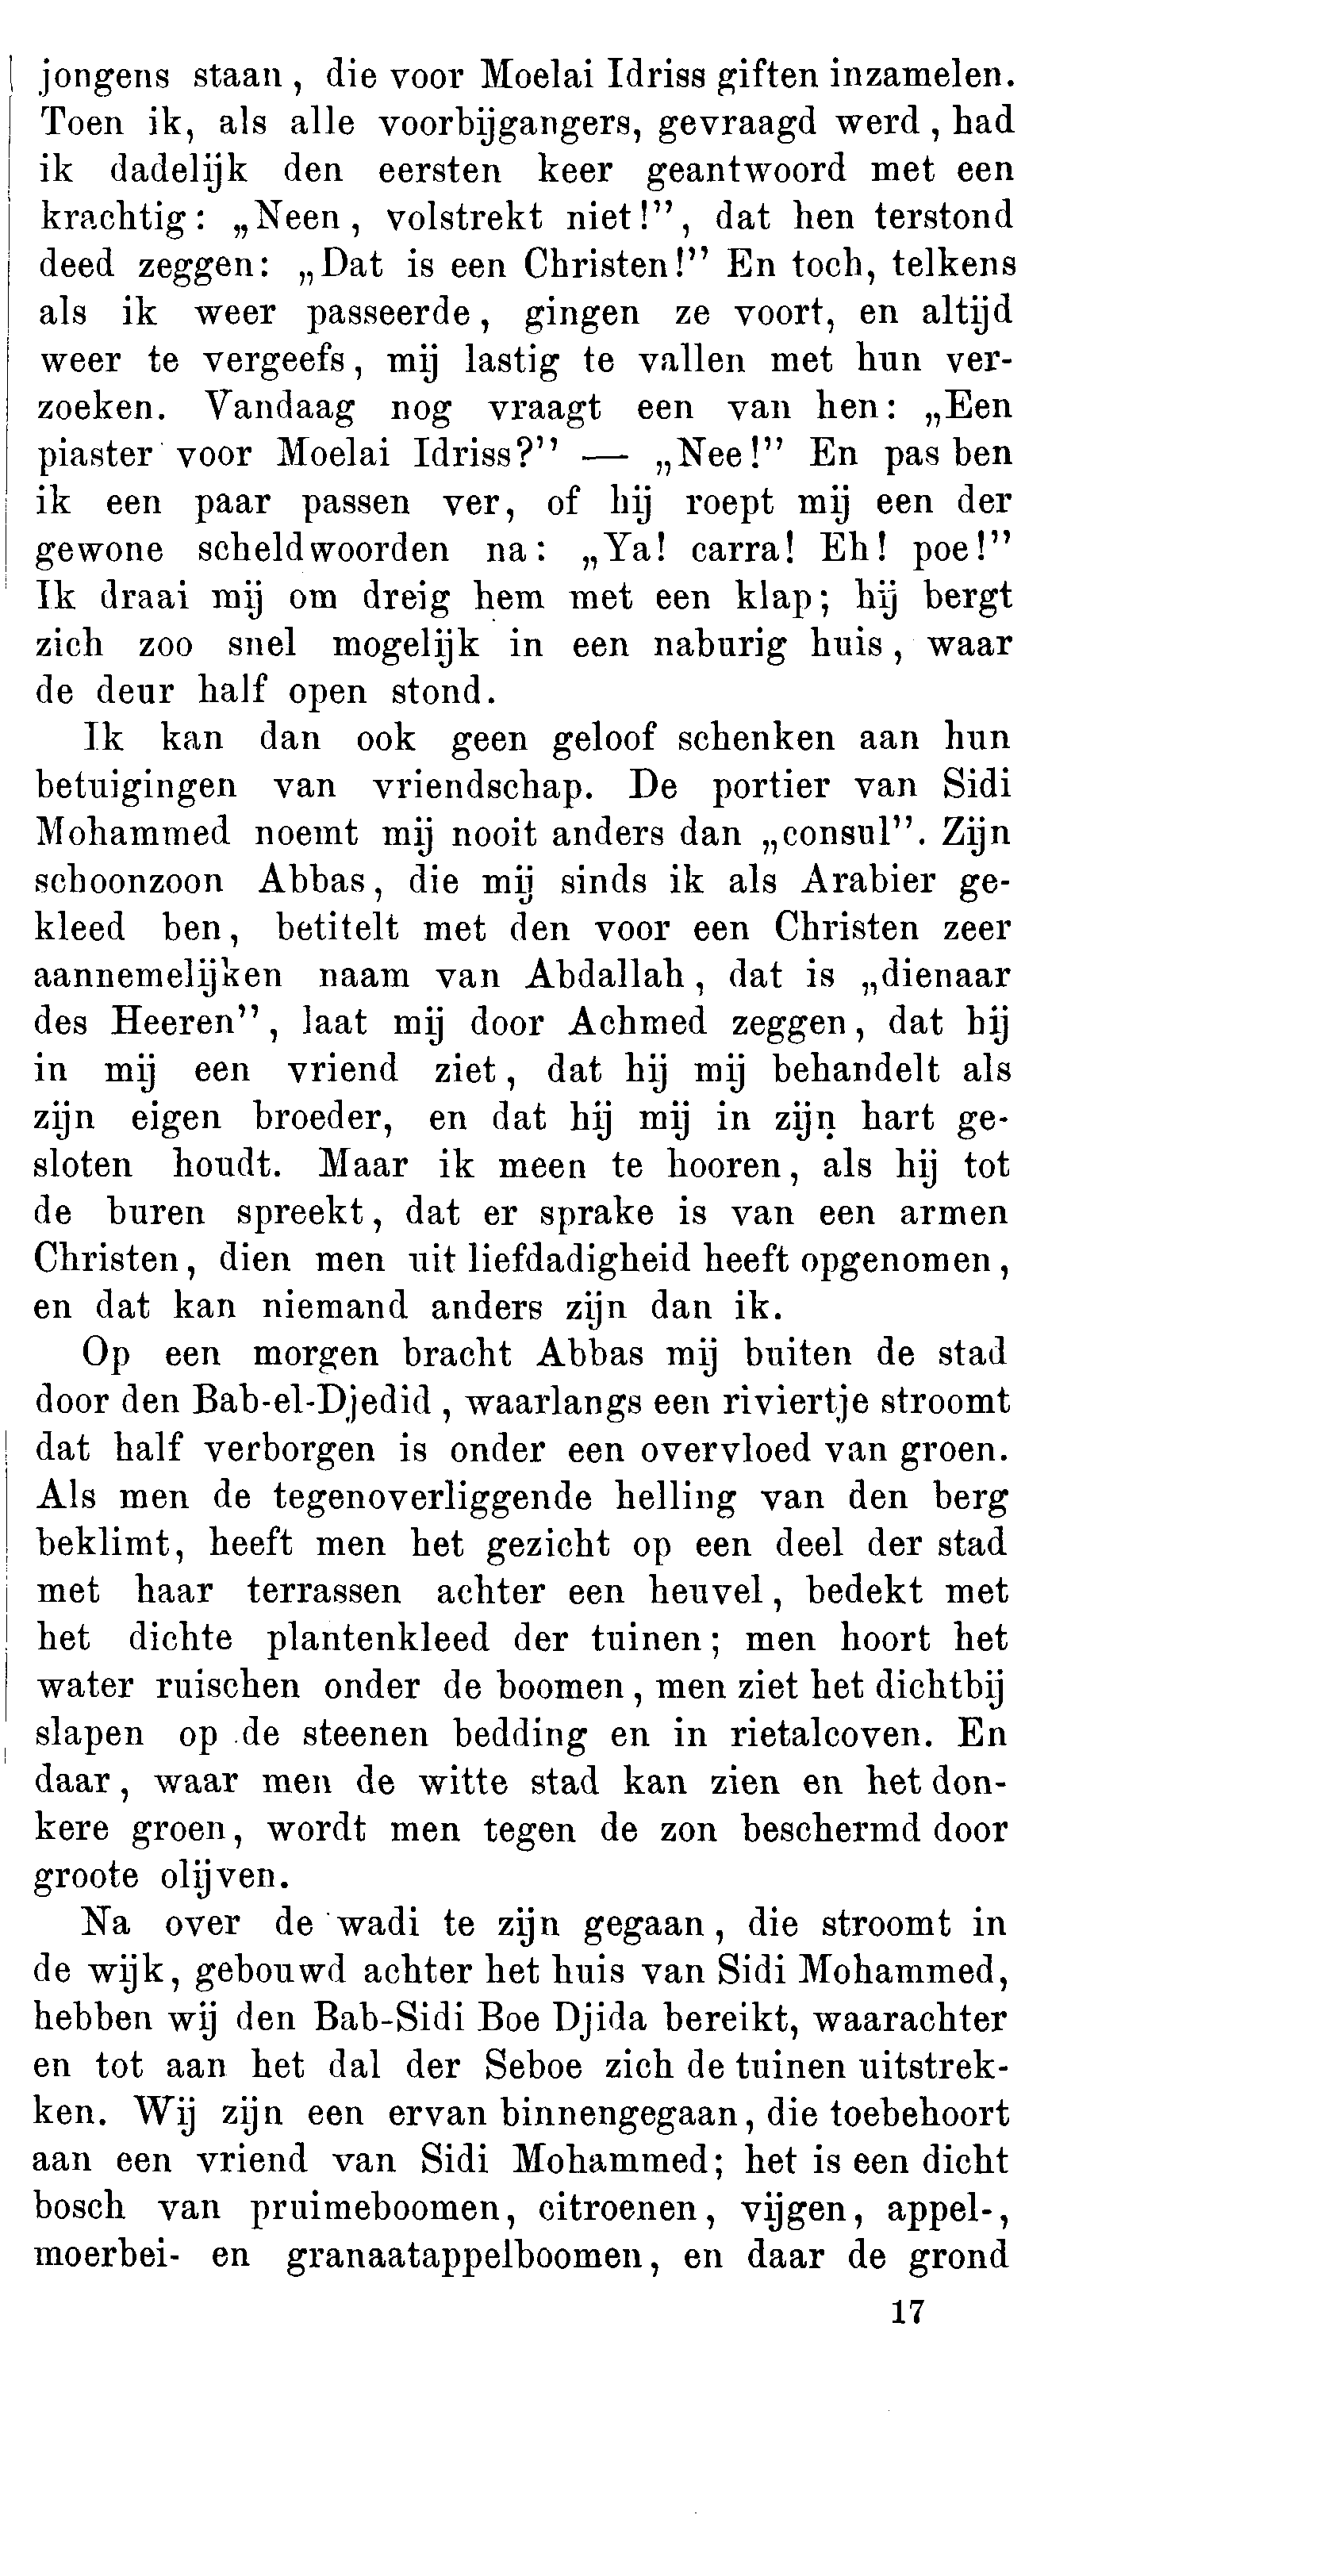 jongens staan, die voor Moelai Idriss giften inzamelen.
Toen ik, als alle voorbijgangers, gevraagd werd, had
ik dadelijk den eersten keer geantwoord met een
krachtig: „Neen, volstrekt niet!”, dat hen terstond
deed zeggen: „Dat is een Christen!” En toch, telkens
als ik weer passeerde, gingen ze voort, en altijd
weer te vergeefs, mij lastig te vallen met hun ver-
zoeken. Vandaag nog vraagt een van hen: „Een
piaster voor Moelai Idriss?” — „Nee!” En pas ben
ik een paar passen ver, of hij roept mij een der
gewone scheldwoorden na: „Ya! carra! Eh! poe!”
Ik draai mij om dreig hem met een klap; hij bergt
zich zoo snel mogelijk in een naburig huis, waar
de deur half open stond.
Ik kan dan ook geen geloof schenken aan hun
betuigingen van vriendschap. De portier van Sidi
Mohammed noemt mij nooit anders dan „consul”. Zijn
schoonzoon Abbas, die mij sinds ik als Arabier ge-
kleed ben, betitelt met den voor een Christen zeer
aannemelijken naam van Abdallah, dat is „dienaar
des Heeren”, laat mij door Achmed zeggen, dat hij
in mij een vriend ziet, dat hij mij behandelt als
zijn eigen broeder, en dat hij mij in zijn hart ge-
sloten houdt. Maar ik meen te hooren, als hij tot
de buren spreekt, dat er sprake is van een armen
Christen, dien men uit liefdadigheid heeft opgenomen,
en dat kan niemand anders zijn dan ik.
Op een morgen bracht Abbas mij buiten de stad
door den Bab-el-Djedid, waarlangs een riviertje stroomt
dat half verborgen is onder een overvloed van groen.
Als men de tegenoverliggende helling van den berg
beklimt, heeft men het gezicht op een deel der stad
met haar terrassen achter een heuvel, bedekt met
het dichte plantenkleed der tuinen; men hoort het
water ruischen onder de boomen, men ziet het dichtbij
slapen op de steenen bedding en in rietalcoven. En
daar, waar men de witte stad kan zien en het don-
kere groen, wordt men tegen de zon beschermd door
groote olijven.
Na over de wadi te zijn gegaan, die stroomt in
de wijk, gebouwd achter het huis van Sidi Mohammed,
hebben wij den Bab-Sidi Boe Djida bereikt, waarachter
en tot aan het dal der Seboe zich de tuinen uitstrek-
ken. Wij zijn een ervan binnengegaan, die toebehoort
aan een vriend van Sidi Mohammed; het is een dicht
bosch van pruimeboomen, citroenen, vijgen, appel-,
moerbei- en granaatappelboomen, en daar de grond
17